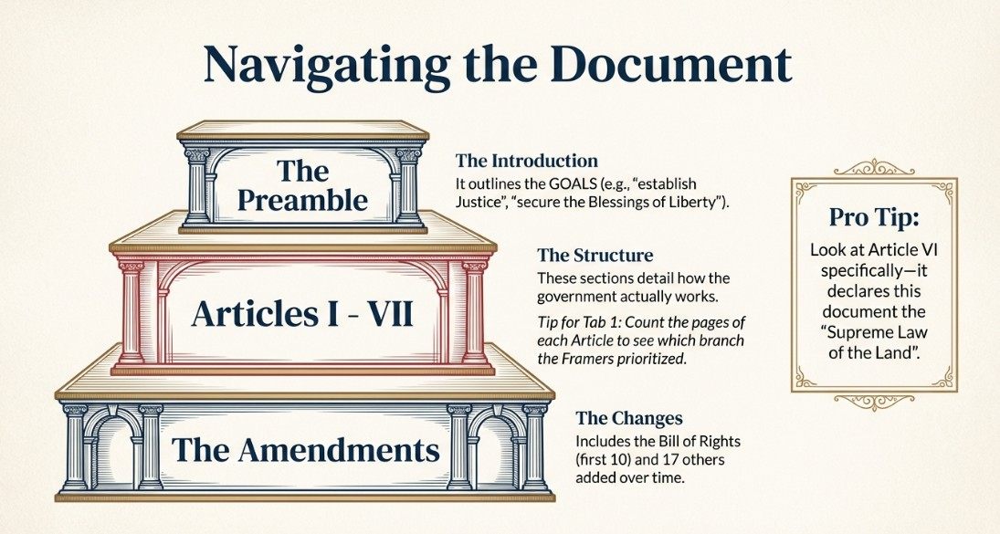 Navigating the Document
The
Preamble
The Introduction
It outlines the GOALS (e.g., “establish
Justice”, “secure the Blessings of Liberty”).
Articles I - VII
The Structure
These sections detail how the
government actually works.
Tip for Tab 1: Count the pages of
each Article to see which branch
the Framers prioritized.
The Amendments
The Changes
Includes the Bill of Rights
(first 10) and 17 others
added over time.
Pro Tip:
Look at Article VI
specifically—it
declares this
document the
“Supreme Law
of the Land”.